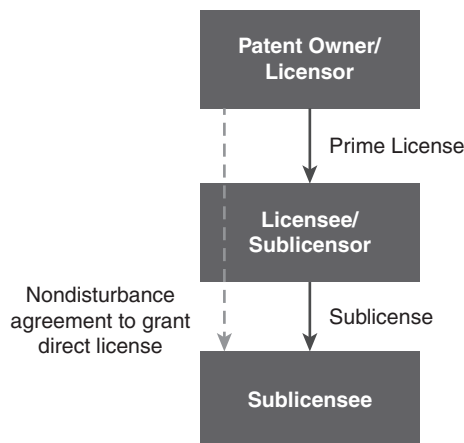 Patent Owner/
Licensor
Prime License
Licensee/
Sublicensor
Nondisturbance
agreement to grant
direct license
Sublicense
Sublicensee